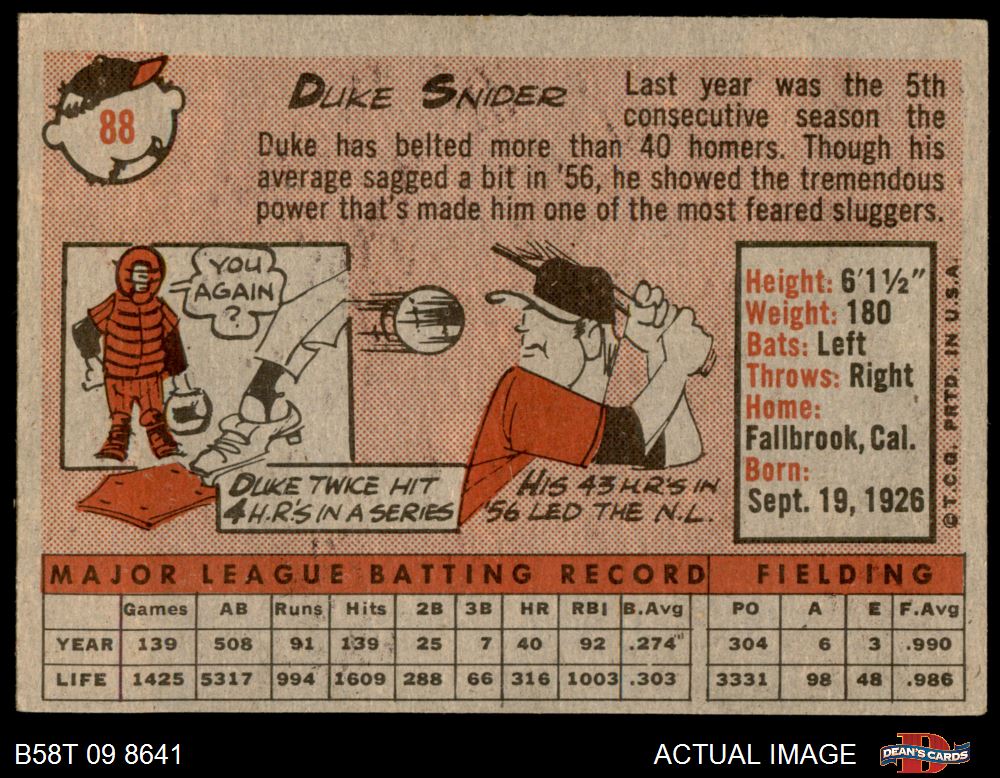 88
DUKE SNIDER
Last year was the 5th
consecutive season the
Duke has belted more than 40 homers. Though his
average sagged a bit in '56, he showed the tremendous
power that's made him one of the most feared sluggers.
YOU
AGAIN
?
DUKE TWICE HIT
4 H.R.'S IN A SERIES
HIS 43 H.R'S IN
'56 LED THE N.L.
Height: 6'1½"
Weight: 180
Bats: Left
Throws: Right
Home:
Fallbrook, Cal.
Born:
Sept. 19, 1926
© T.C.G. PRTD. IN U.S.A.
MAJOR LEAGUE BATTING RECORD FIELDING
Games AB Runs Hits 2B 3B HR RBI B.Avg PO A E F.Avg
YEAR 139 508 91 139 25 7 40 92 .274 304 6 3 .990
LIFE 1425 5317 994 1609 288 66 316 1003 .303 3331 98 48 .986
B58T 09 8641
ACTUAL IMAGE
DEAN'S CARDS